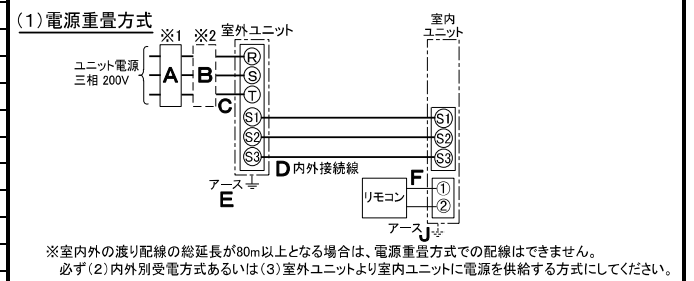 (1)電源重畳方式
※1 ※2 室外ユニット
室内
ユニット
ユニット電源
三相 200V
A B C
R
S
T
S1 S1
S2 S2
S3 S3
D 内外接続線
アース
E
F
リモコン
①
②
アース J
※室内外の渡り配線の総延長が80m以上となる場合は、電源重畳方式での配線はできません。
必ず(2)内外別受電方式あるいは(3)室外ユニットより室内ユニットに電源を供給する方式にしてください。